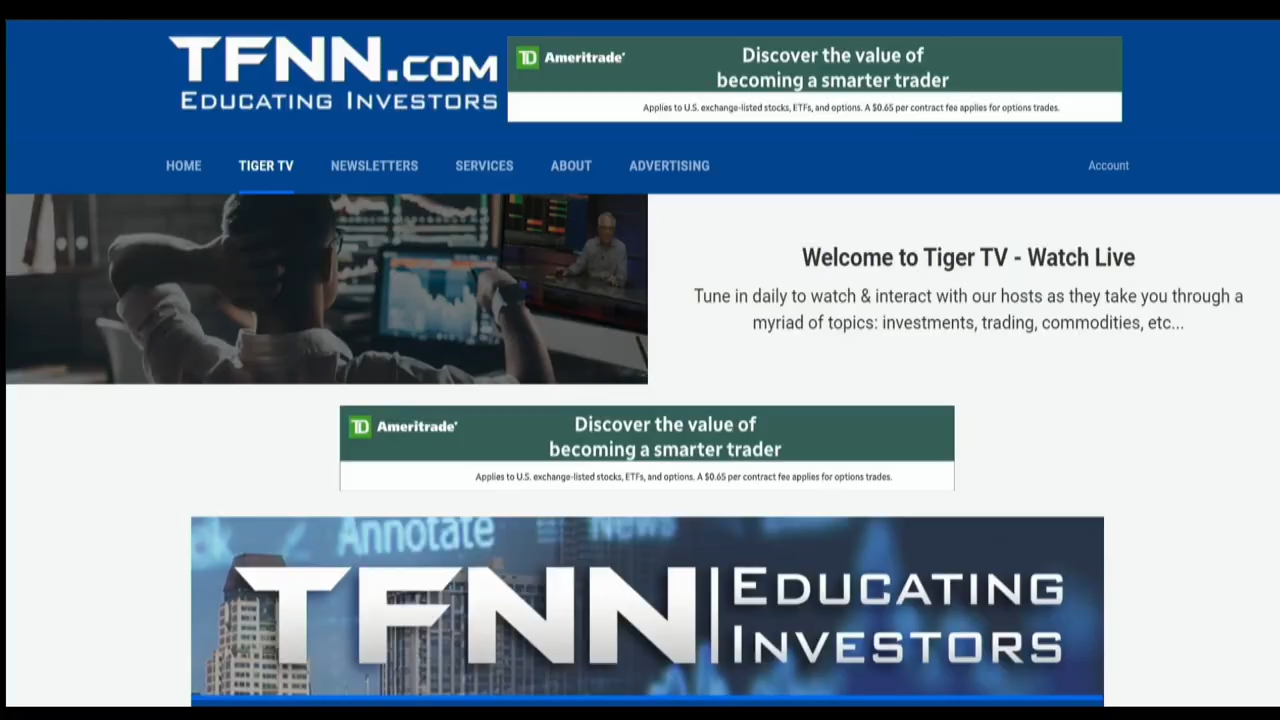 TFNN.COM
EDUCATING INVESTORS
TD Ameritrade
Discover the value of
becoming a smarter trader
Applies to U.S. exchange-listed stocks, ETFs, and options. A $0.65 per contract fee applies for options trades.
HOME TIGER TV NEWSLETTERS SERVICES ABOUT ADVERTISING Account
Welcome to Tiger TV - Watch Live
Tune in daily to watch & interact with our hosts as they take you through a
myriad of topics: investments, trading, commodities, etc...
TD Ameritrade
Discover the value of
becoming a smarter trader
Applies to U.S. exchange-listed stocks, ETFs, and options. A $0.65 per contract fee applies for options trades.
Annotate News
TFNN
EDUCATING
INVESTORS